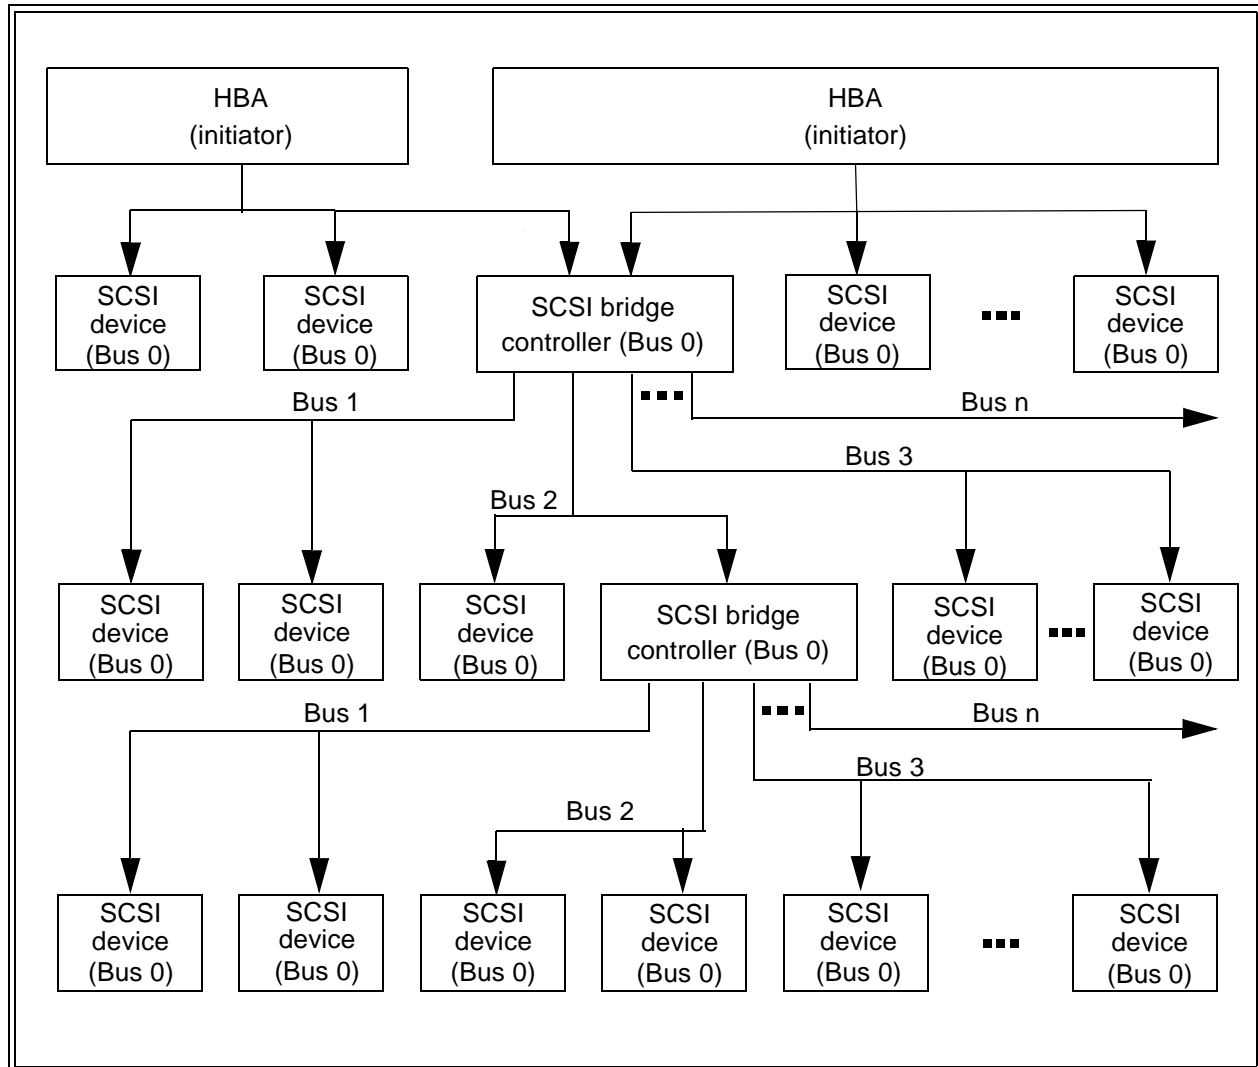 HBA
(initiator)
HBA
(initiator)
SCSI
device
(Bus 0)
SCSI
device
(Bus 0)
SCSI bridge
controller (Bus 0)
SCSI
device
(Bus 0)
SCSI
device
(Bus 0)
Bus 1
Bus n
Bus 3
Bus 2
SCSI
device
(Bus 0)
SCSI
device
(Bus 0)
SCSI
device
(Bus 0)
SCSI bridge
controller (Bus 0)
SCSI
device
(Bus 0)
SCSI
device
(Bus 0)
Bus 1
Bus n
Bus 3
Bus 2
SCSI
device
(Bus 0)
SCSI
device
(Bus 0)
SCSI
device
(Bus 0)
SCSI
device
(Bus 0)
SCSI
device
(Bus 0)
SCSI
device
(Bus 0)